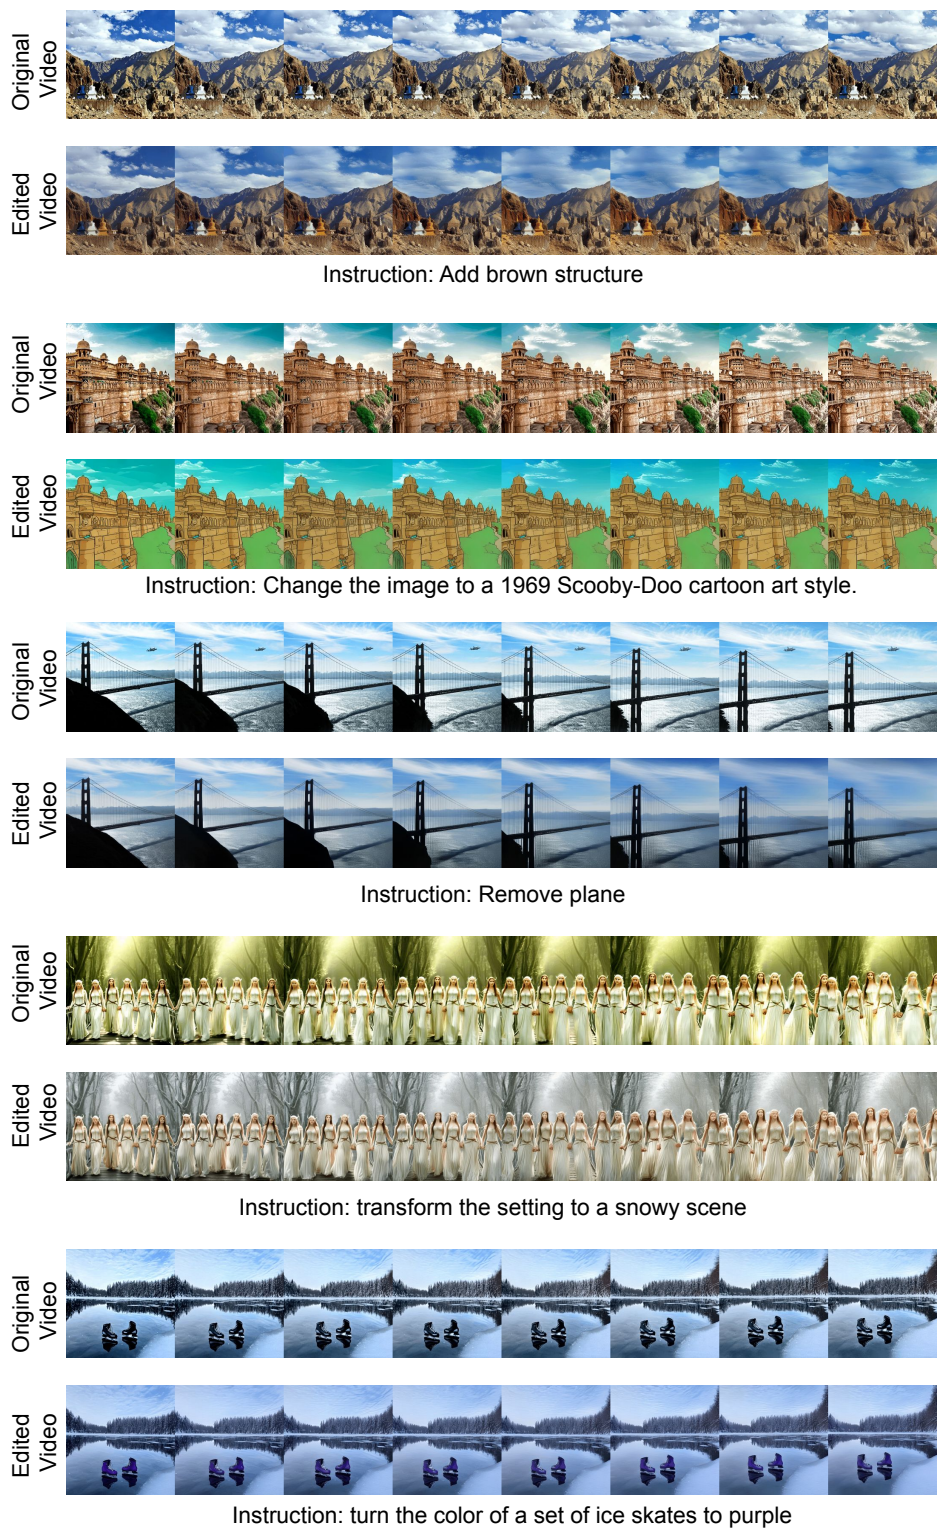 Original
Video
Edited
Video
Instruction: Add brown structure
Original
Video
Edited
Video
Instruction: Change the image to a 1969 Scooby-Doo cartoon art style.
Original
Video
Edited
Video
Instruction: Remove plane
Original
Video
Edited
Video
Instruction: transform the setting to a snowy scene
Original
Video
Edited
Video
Instruction: turn the color of a set of ice skates to purple